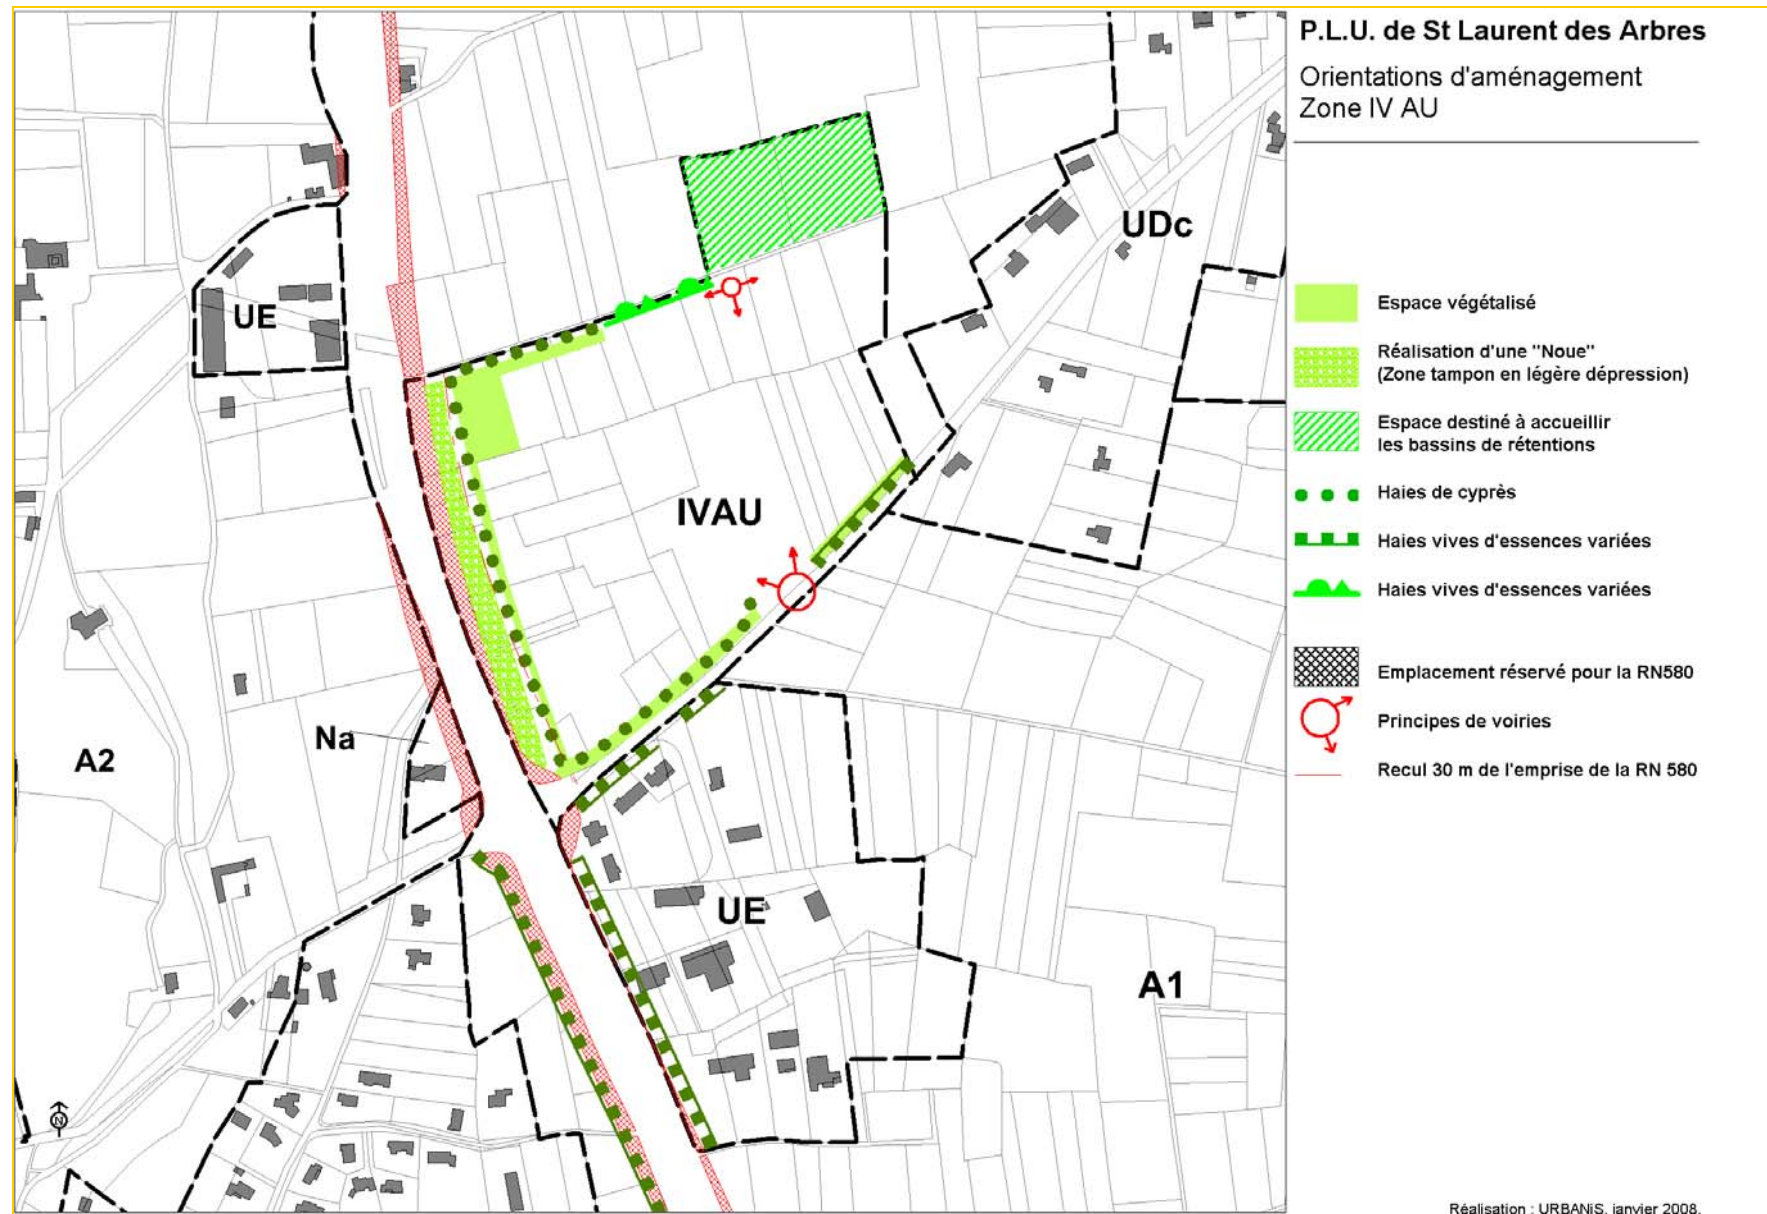 P.L.U. de St Laurent des Arbres
Orientations d'aménagement
Zone IV AU
UDc
UE
Espace végétalisé
Réalisation d'une "Noue"
(Zone tampon en légère dépression)
Espace destiné à accueillir
les bassins de rétentions
Haies de cyprès
IVAU
Haies vives d'essences variées
Haies vives d'essences variées
Emplacement réservé pour la RN580
Principes de voiries
Na
A2
Recul 30 m de l'emprise de la RN 580
UE
A1
N
Réalisation : URBANiS, janvier 2008.